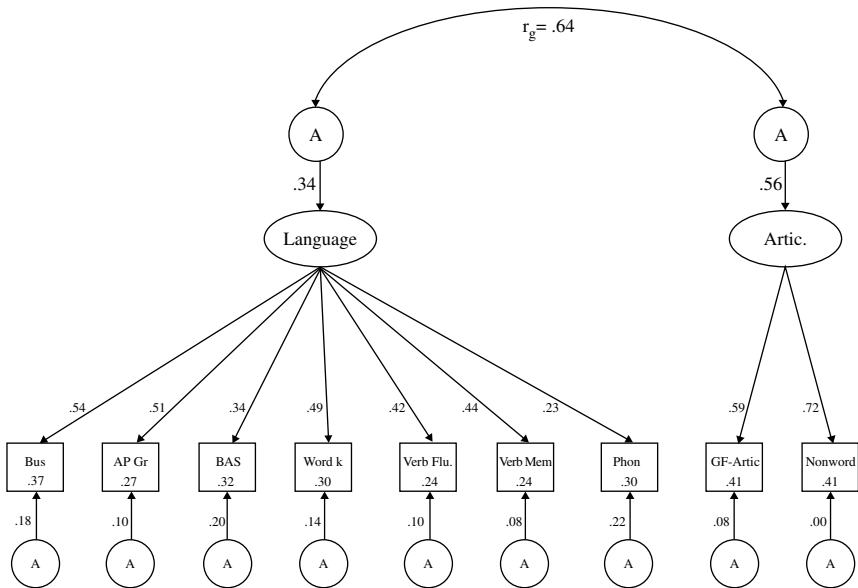 r_g= .64
A A
.34 .56
Language Artic.
.54 .51 .34 .49 .42 .44 .23 .59 .72
Bus AP Gr BAS Word k Verb Flu. Verb Mem Phon GF-Artic Nonword
.37 .27 .32 .30 .24 .24 .30 .41 .41
.18 .10 .20 .14 .10 .08 .22 .08 .00
A A A A A A A A A